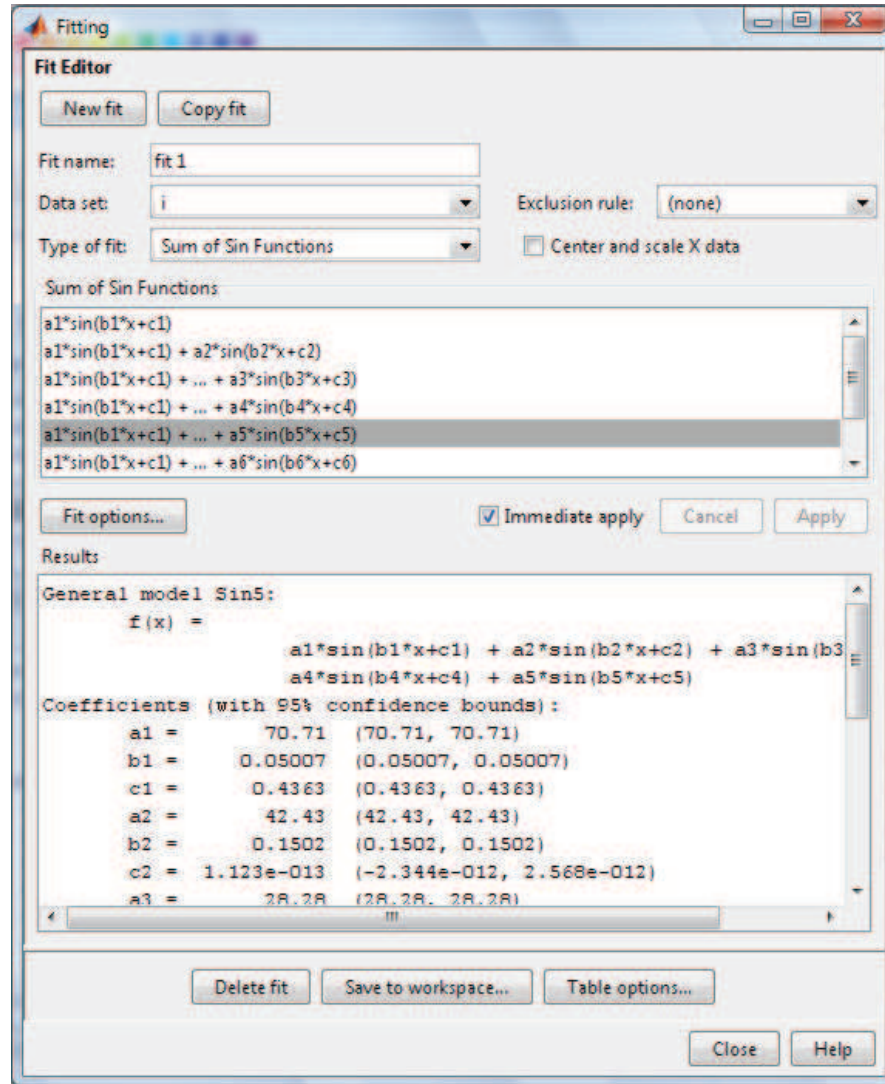 Fitting
Fit Editor
New fit Copy fit
Fit name: fit 1
Data set: i Exclusion rule: (none)
Type of fit: Sum of Sin Functions Center and scale X data
Sum of Sin Functions
a1*sin(b1*x+c1)
a1*sin(b1*x+c1) + a2*sin(b2*x+c2)
a1*sin(b1*x+c1) + ... + a3*sin(b3*x+c3)
a1*sin(b1*x+c1) + ... + a4*sin(b4*x+c4)
a1*sin(b1*x+c1) + ... + a5*sin(b5*x+c5)
a1*sin(b1*x+c1) + ... + a6*sin(b6*x+c6)
Fit options... Immediate apply Cancel Apply
Results
General model Sin5:
f(x) =
a1*sin(b1*x+c1) + a2*sin(b2*x+c2) + a3*sin(b3
a4*sin(b4*x+c4) + a5*sin(b5*x+c5)
Coefficients (with 95% confidence bounds):
a1 = 70.71 (70.71, 70.71)
b1 = 0.05007 (0.05007, 0.05007)
c1 = 0.4363 (0.4363, 0.4363)
a2 = 42.43 (42.43, 42.43)
b2 = 0.1502 (0.1502, 0.1502)
c2 = 1.123e-013 (-2.344e-012, 2.568e-012)
a3 = 28.28 (28.28, 28.28)
Delete fit Save to workspace... Table options...
Close Help